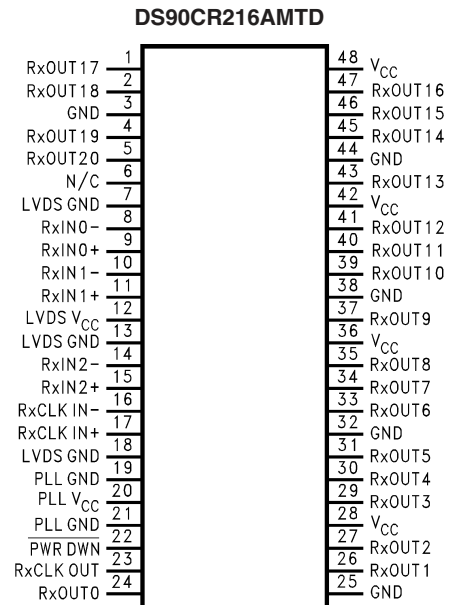 DS90CR216AMTD
RxOUT17 1
RxOUT18 2
GND 3
RxOUT19 4
RxOUT20 5
N/C 6
LVDS GND 7
RxIN0- 8
RxIN0+ 9
RxIN1- 10
RxIN1+ 11
LVDS VCC 12
LVDS GND 13
RxIN2- 14
RxIN2+ 15
RxCLK IN- 16
RxCLK IN+ 17
LVDS GND 18
PLL GND 19
PLL VCC 20
PLL GND 21
PWR DWN 22
RxCLK OUT 23
RxOUT0 24
48 VCC
47 RxOUT16
46 RxOUT15
45 RxOUT14
44 GND
43 RxOUT13
42 VCC
41 RxOUT12
40 RxOUT11
39 RxOUT10
38 GND
37 RxOUT9
36 VCC
35 RxOUT8
34 RxOUT7
33 RxOUT6
32 GND
31 RxOUT5
30 RxOUT4
29 RxOUT3
28 VCC
27 RxOUT2
26 RxOUT1
25 GND